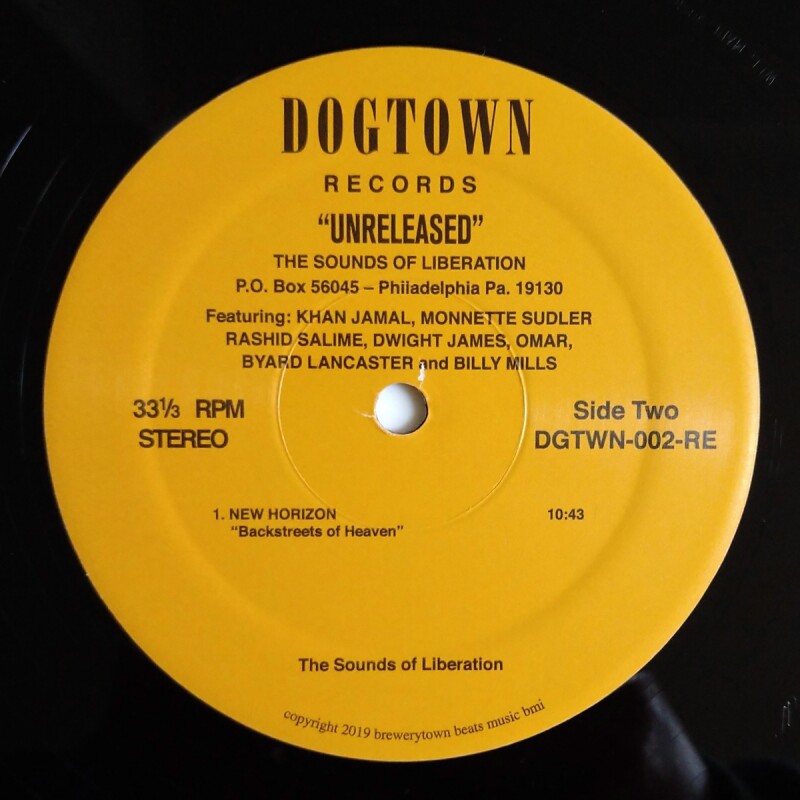 DOGTOWN
RECORDS
“UNRELEASED”
THE SOUNDS OF LIBERATION
P.O. Box 56045 – Phiiadelphia Pa. 19130
Featuring: KHAN JAMAL, MONNETTE SUDLER
RASHID SALIME, DWIGHT JAMES, OMAR,
BYARD LANCASTER and BILLY MILLS
33⅓ RPM
STEREO
Side Two
DGTWN-002-RE
1. NEW HORIZON 10:43
“Backstreets of Heaven”
The Sounds of Liberation
copyright 2019 brewerytown beats music bmi